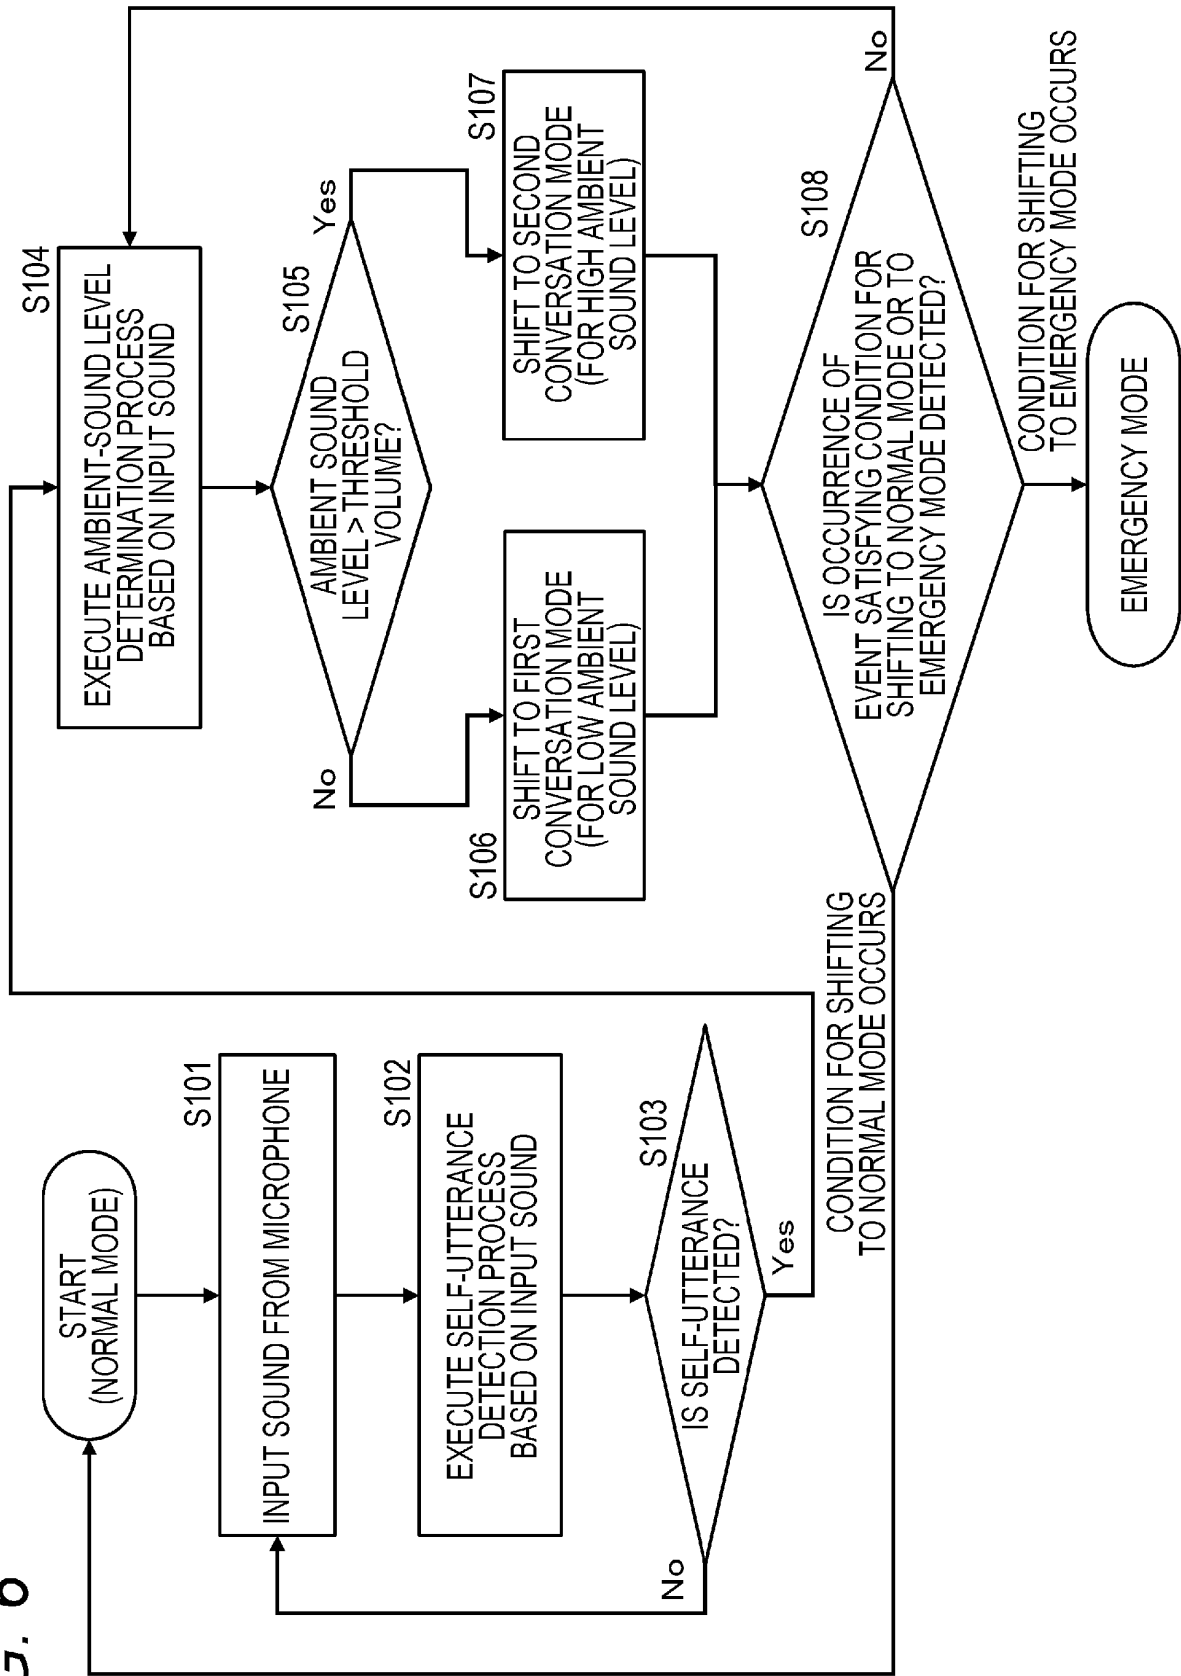 START
(NORMAL MODE)
S101
INPUT SOUND FROM MICROPHONE
S102
EXECUTE SELF-UTTERANCE
DETECTION PROCESS
BASED ON INPUT SOUND
S103
IS SELF-UTTERANCE
DETECTED?
No
Yes
S104
EXECUTE AMBIENT-SOUND LEVEL
DETERMINATION PROCESS
BASED ON INPUT SOUND
S105
AMBIENT SOUND
LEVEL > THRESHOLD
VOLUME?
No
Yes
S106
SHIFT TO FIRST
CONVERSATION MODE
(FOR LOW AMBIENT
SOUND LEVEL)
S107
SHIFT TO SECOND
CONVERSATION MODE
(FOR HIGH AMBIENT
SOUND LEVEL)
S108
IS OCCURRENCE OF
EVENT SATISFYING CONDITION FOR
SHIFTING TO NORMAL MODE OR TO
EMERGENCY MODE DETECTED?
No
CONDITION FOR SHIFTING
TO NORMAL MODE OCCURS
CONDITION FOR SHIFTING
TO EMERGENCY MODE OCCURS
EMERGENCY MODE